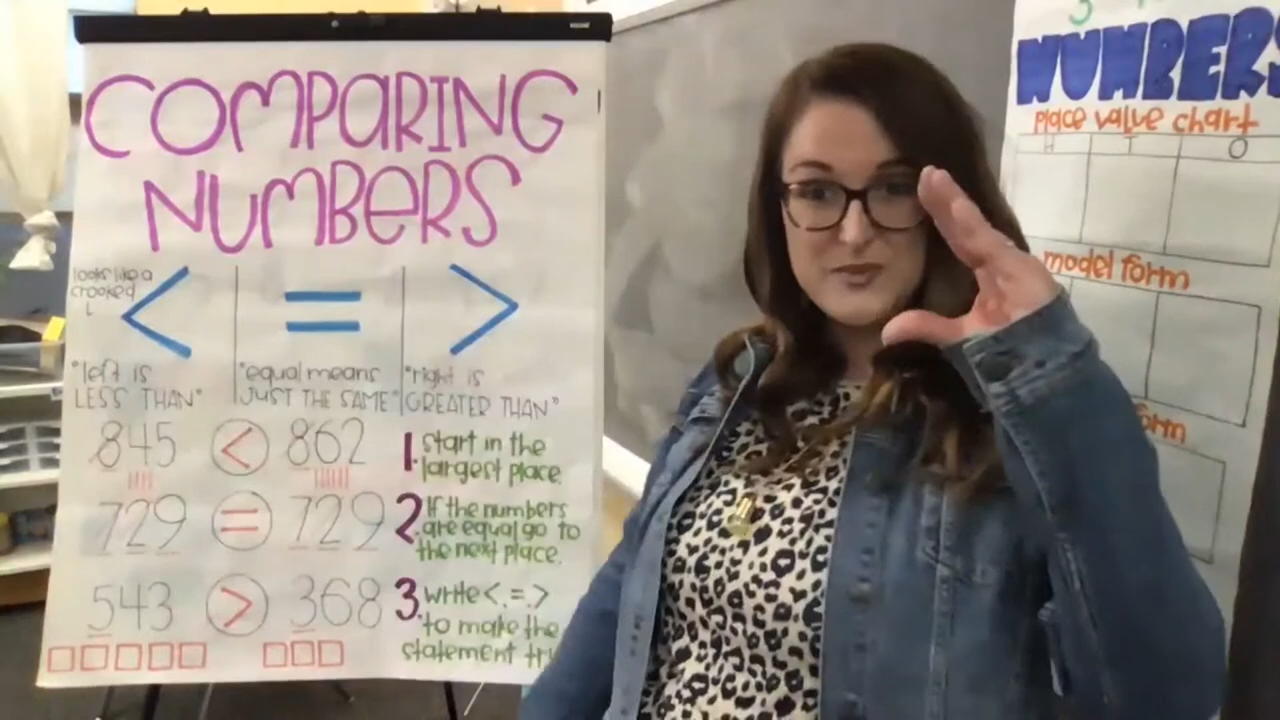 COMPARING
NUMBERS
looks like a
crooked
L
< = >
"left is
LESS THAN"
"equal means
JUST THE SAME"
"right is
GREATER THAN"
845 < 862
729 = 729
543 > 368
1. Start in the
largest place.
2. If the numbers
are equal go to
the next place.
3. write <, =, >
to make the
statement
NUMBERS
place value chart
H T O
model form